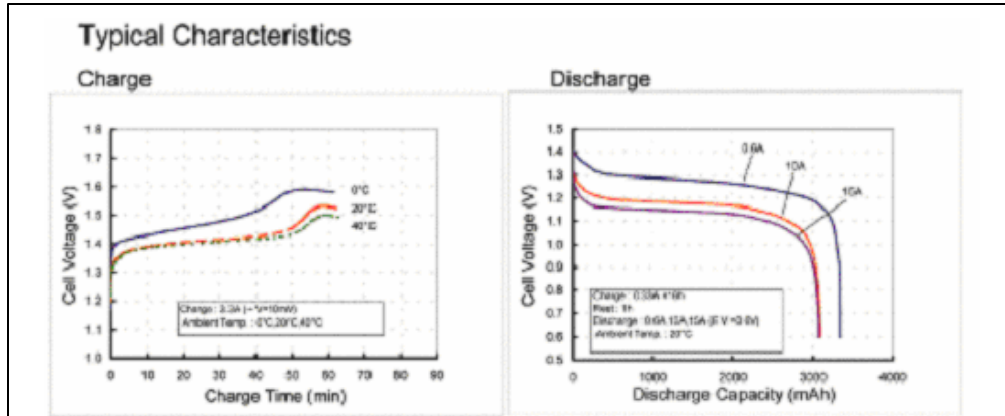 Typical Characteristics
Charge
Discharge
Cell Voltage (V)
1.8
1.7
1.6
1.5
1.4
1.3
1.2
1.1
1.0
0°C
20°C
40°C
Ambient Temp. : 0°C,20°C,40°C
0 10 20 30 40 50 60 70 80 90
Charge Time (min)
Cell Voltage (V)
1.5
1.4
1.3
1.2
1.1
1.0
0.9
0.8
0.7
0.6
0.5
0.6A
10A
15A
Rest : 1h
Ambient Temp. : 20°C
0 1000 2000 3000 4000
Discharge Capacity (mAh)